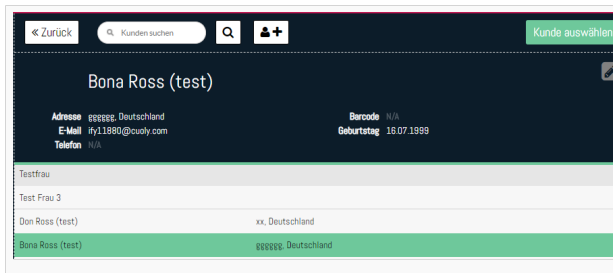 « Zurück Kunden suchen Kunde auswählen
Bona Ross (test)
Adresse gggggg, Deutschland Barcode N/A
E-Mail ify11880@cuoly.com Geburtstag 16.07.1999
Telefon N/A
Testfrau
Test Frau 3
Don Ross (test) xx, Deutschland
Bona Ross (test) gggggg, Deutschland